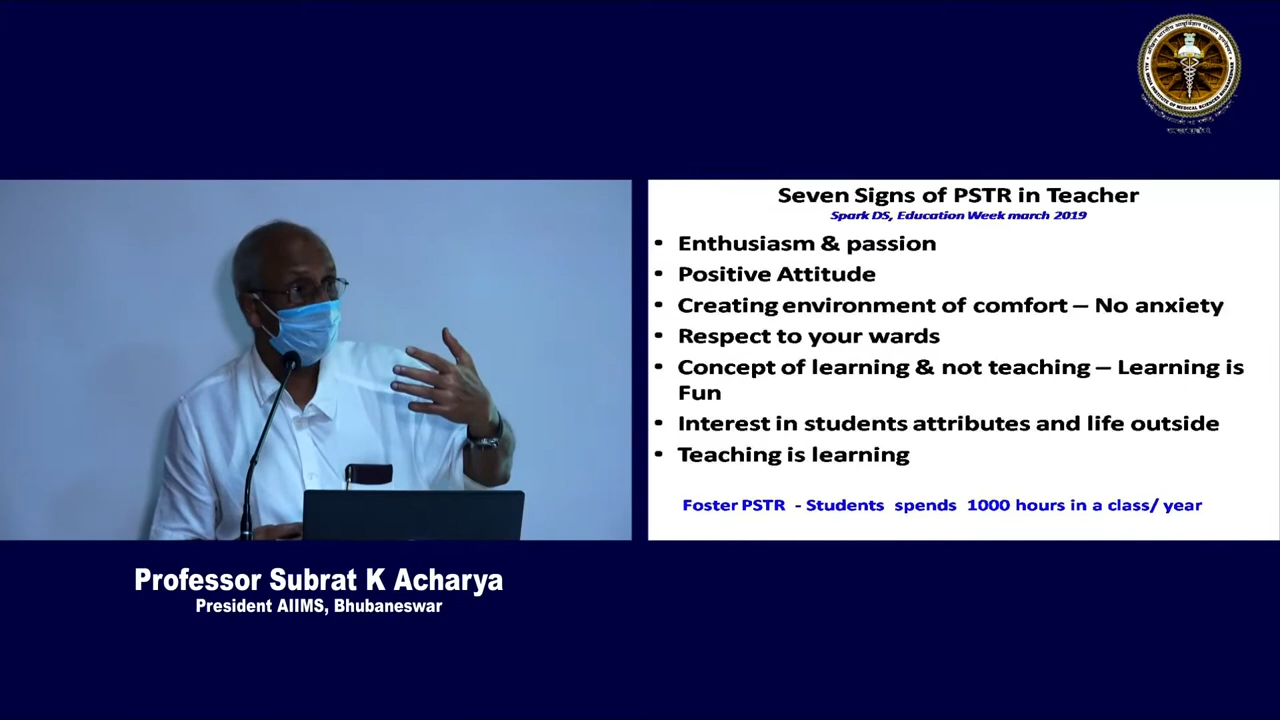 Seven Signs of PSTR in Teacher
Spark DS, Education Week march 2019
• Enthusiasm & passion
• Positive Attitude
• Creating environment of comfort – No anxiety
• Respect to your wards
• Concept of learning & not teaching – Learning is
Fun
• Interest in students attributes and life outside
• Teaching is learning
Foster PSTR - Students spends 1000 hours in a class/ year
Professor Subrat K Acharya
President AIIMS, Bhubaneswar